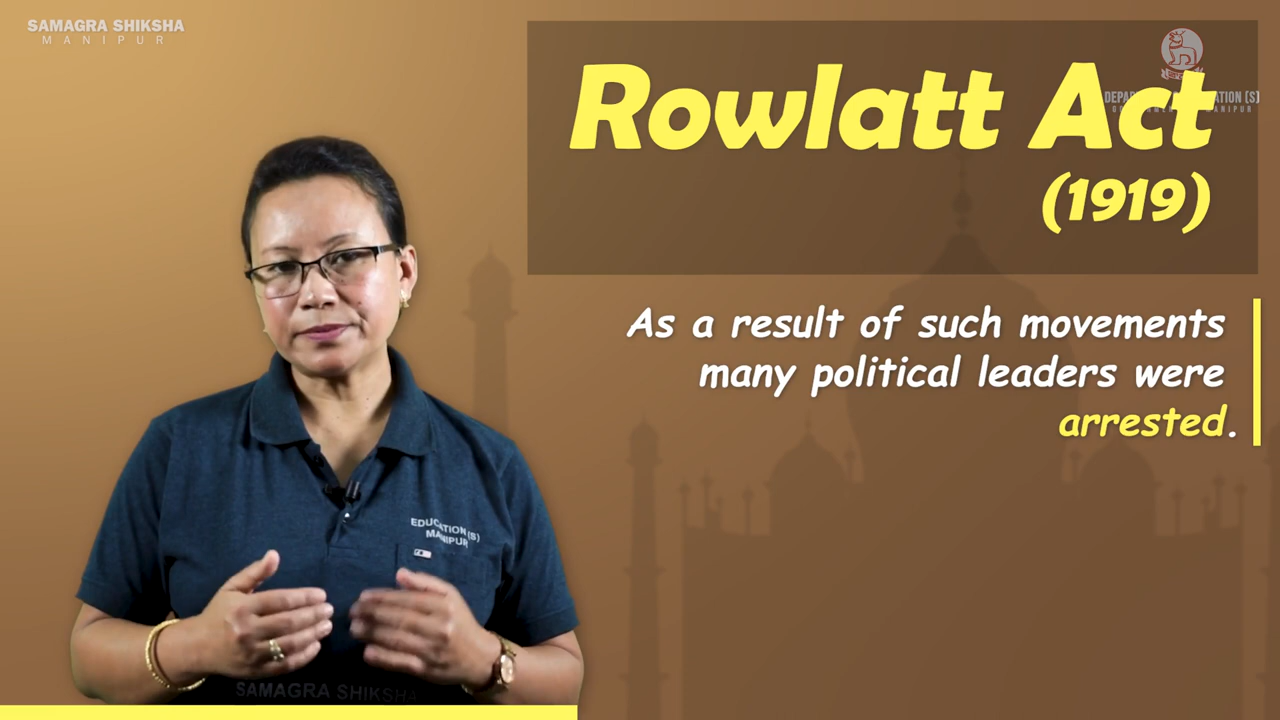 SAMAGRA SHIKSHA
MANIPUR
Rowlatt Act
(1919)
As a result of such movements
many political leaders were
arrested.
EDUCATION (S)
MANIPUR
SAMAGRA SHIKSHA